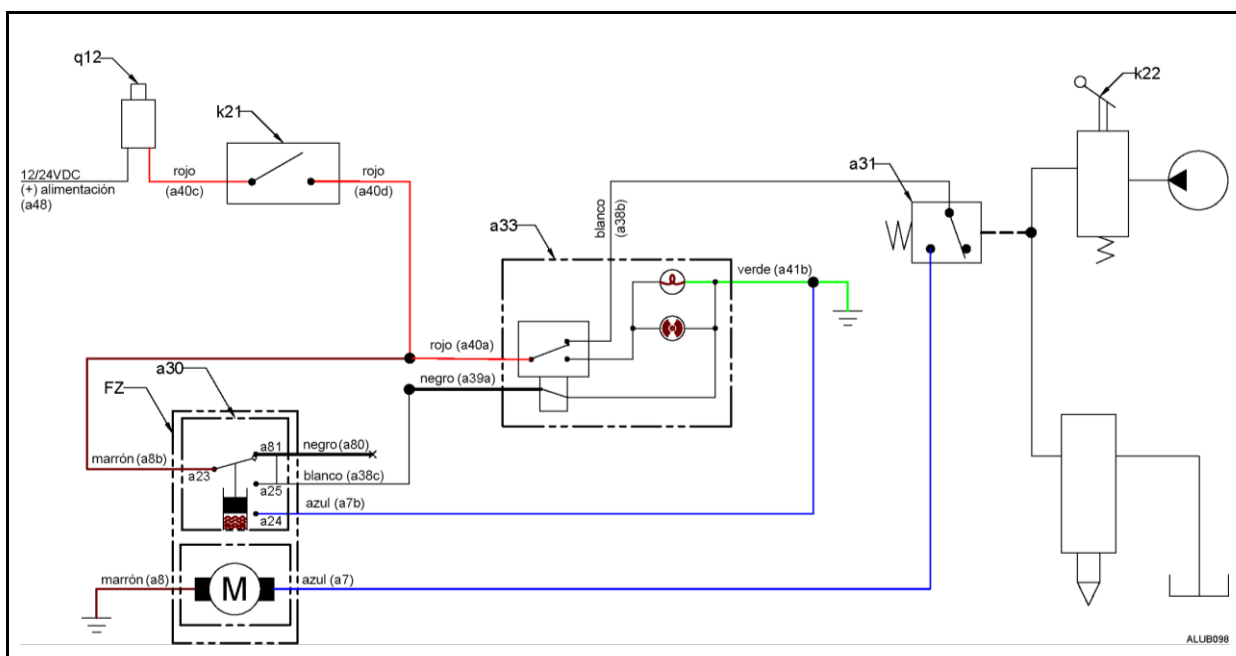 q12
k22
k21
a31
12/24VDC
(+) alimentación
(a48)
rojo
(a40c)
rojo
(a40d)
blanco
(a38b)
a33
verde (a41b)
rojo (a40a)
a30
negro (a39a)
FZ
a81
negro (a80)
marrón (a8b)
a23
blanco (a38c)
a25
azul (a7b)
a24
marrón (a8)
M
azul (a7)
ALUB098